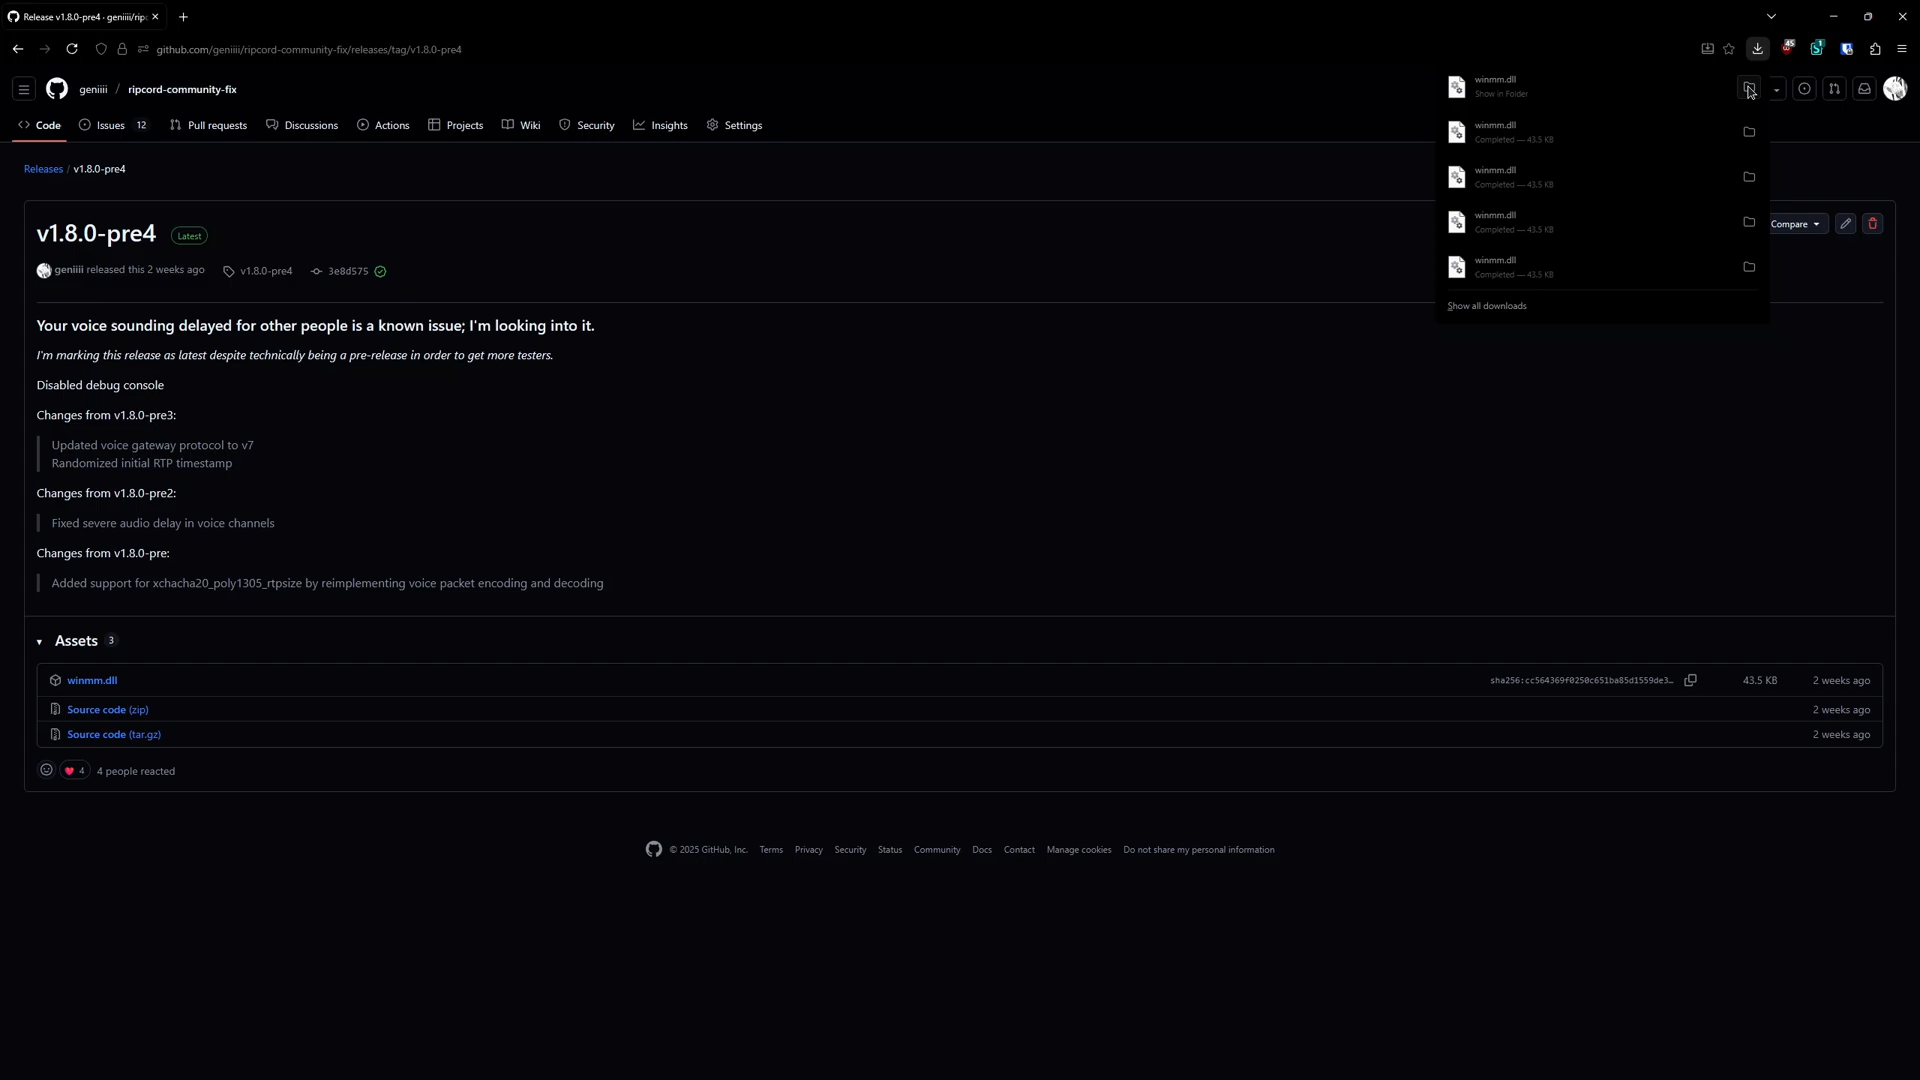 Release v1.8.0-pre4 · geniiii/rip
github.com/geniiii/ripcord-community-fix/releases/tag/v1.8.0-pre4
45
1
geniiii / ripcord-community-fix
Code
Issues 12
Pull requests
Discussions
Actions
Projects
Wiki
Security
Insights
Settings
winmm.dll
Show in Folder
winmm.dll
Completed — 43.5 KB
winmm.dll
Completed — 43.5 KB
winmm.dll
Completed — 43.5 KB
winmm.dll
Completed — 43.5 KB
Show all downloads
Releases / v1.8.0-pre4
v1.8.0-pre4 Latest
Compare
geniiii released this 2 weeks ago v1.8.0-pre4 3e8d575
Your voice sounding delayed for other people is a known issue; I'm looking into it.
I'm marking this release as latest despite technically being a pre-release in order to get more testers.
Disabled debug console
Changes from v1.8.0-pre3:
Updated voice gateway protocol to v7
Randomized initial RTP timestamp
Changes from v1.8.0-pre2:
Fixed severe audio delay in voice channels
Changes from v1.8.0-pre:
Added support for xchacha20_poly1305_rtpsize by reimplementing voice packet encoding and decoding
Assets 3
winmm.dll sha256:cc564369f0250c651ba85d1559de3… 43.5 KB 2 weeks ago
Source code (zip) 2 weeks ago
Source code (tar.gz) 2 weeks ago
4 4 people reacted
© 2025 GitHub, Inc. Terms Privacy Security Status Community Docs Contact Manage cookies Do not share my personal information